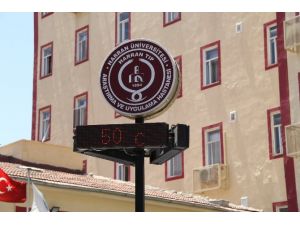 HARRAN ÜNİVERSİTESİ
HARRAN TIP
ARAŞTIRMA VE UYGULAMA HASTANESİ
50 C